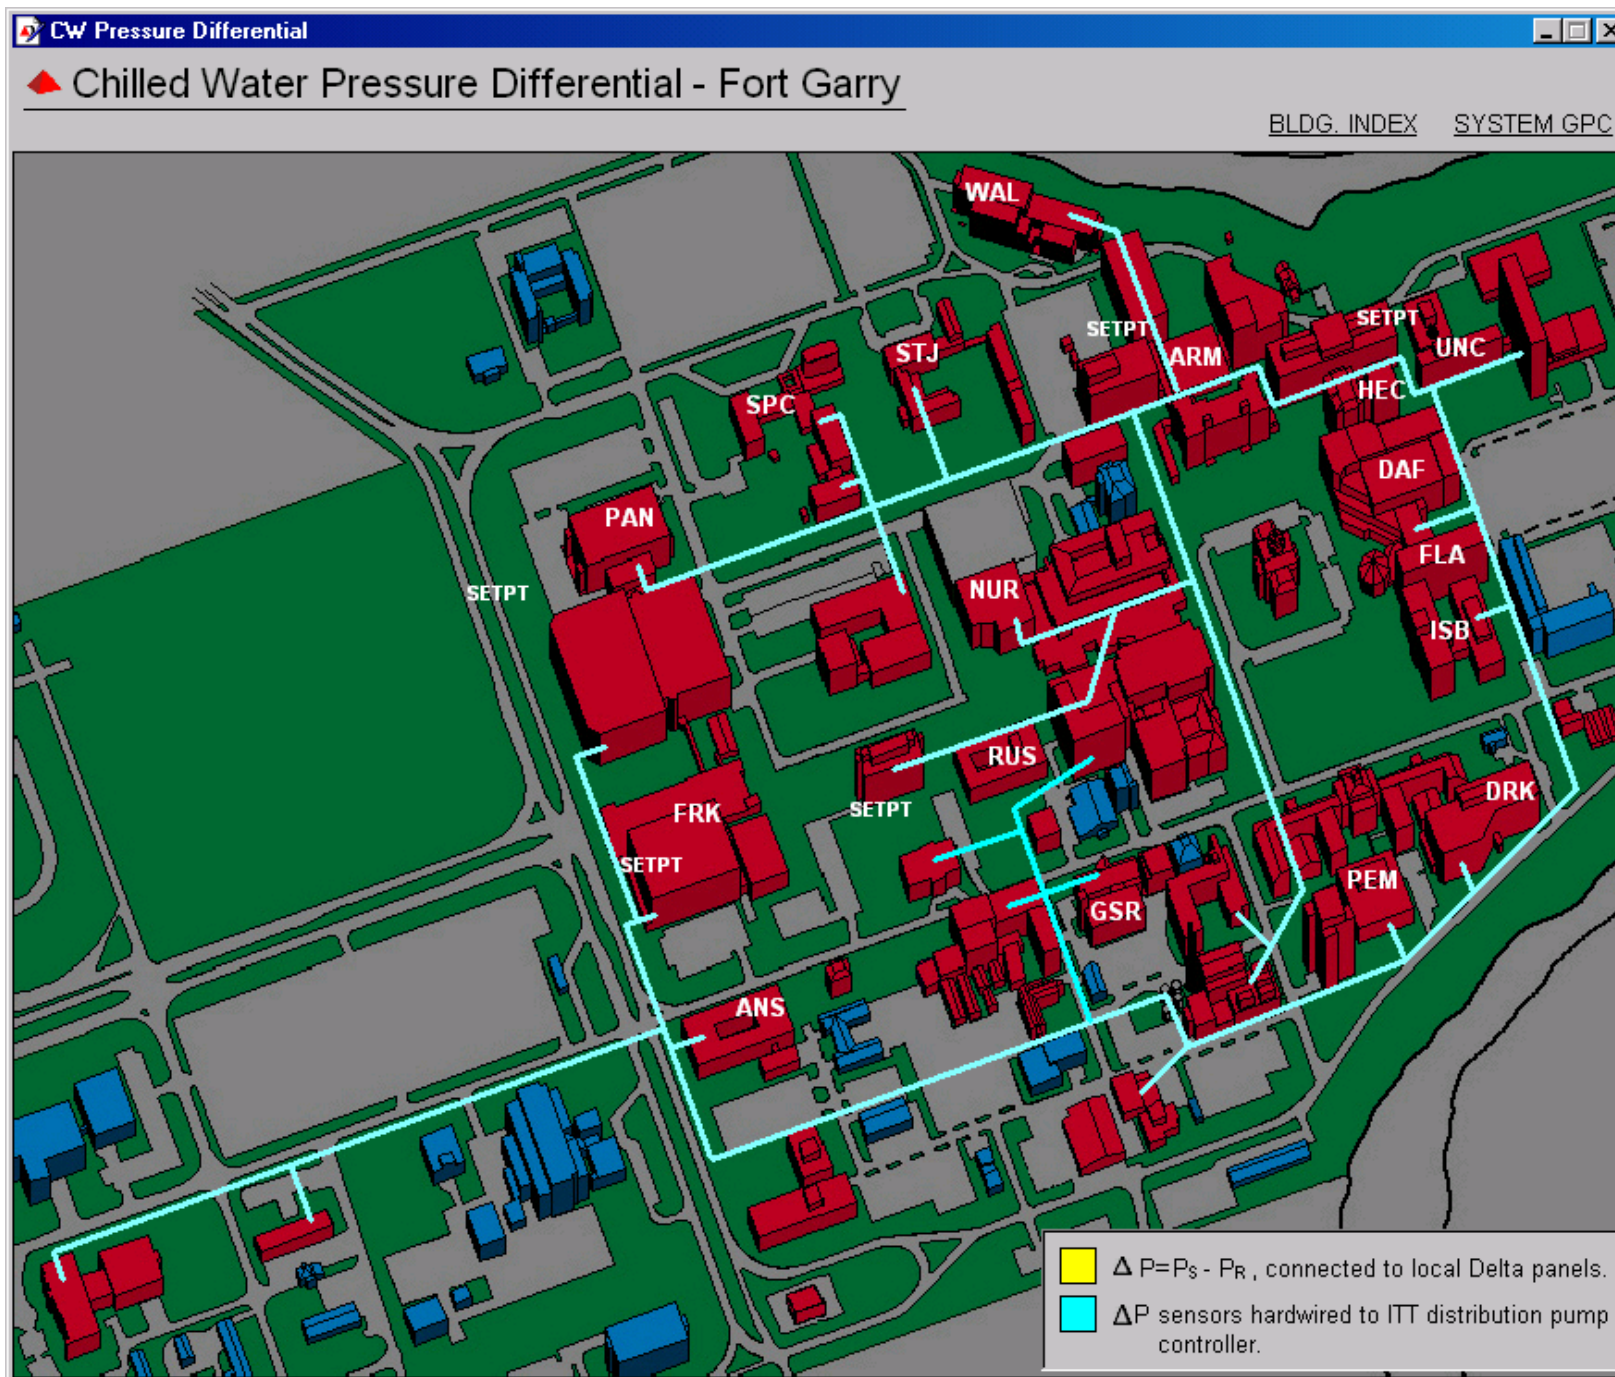 CW Pressure Differential
Chilled Water Pressure Differential - Fort Garry
BLDG. INDEX SYSTEM GPC
WAL
SETPT
SETPT
STJ
ARM
UNC
HEC
SPC
DAF
PAN
FLA
SETPT
NUR
ISB
RUS
DRK
FRK
SETPT
SETPT
PEM
GSR
ANS
Δ P=PS - PR , connected to local Delta panels.
ΔP sensors hardwired to ITT distribution pump
controller.